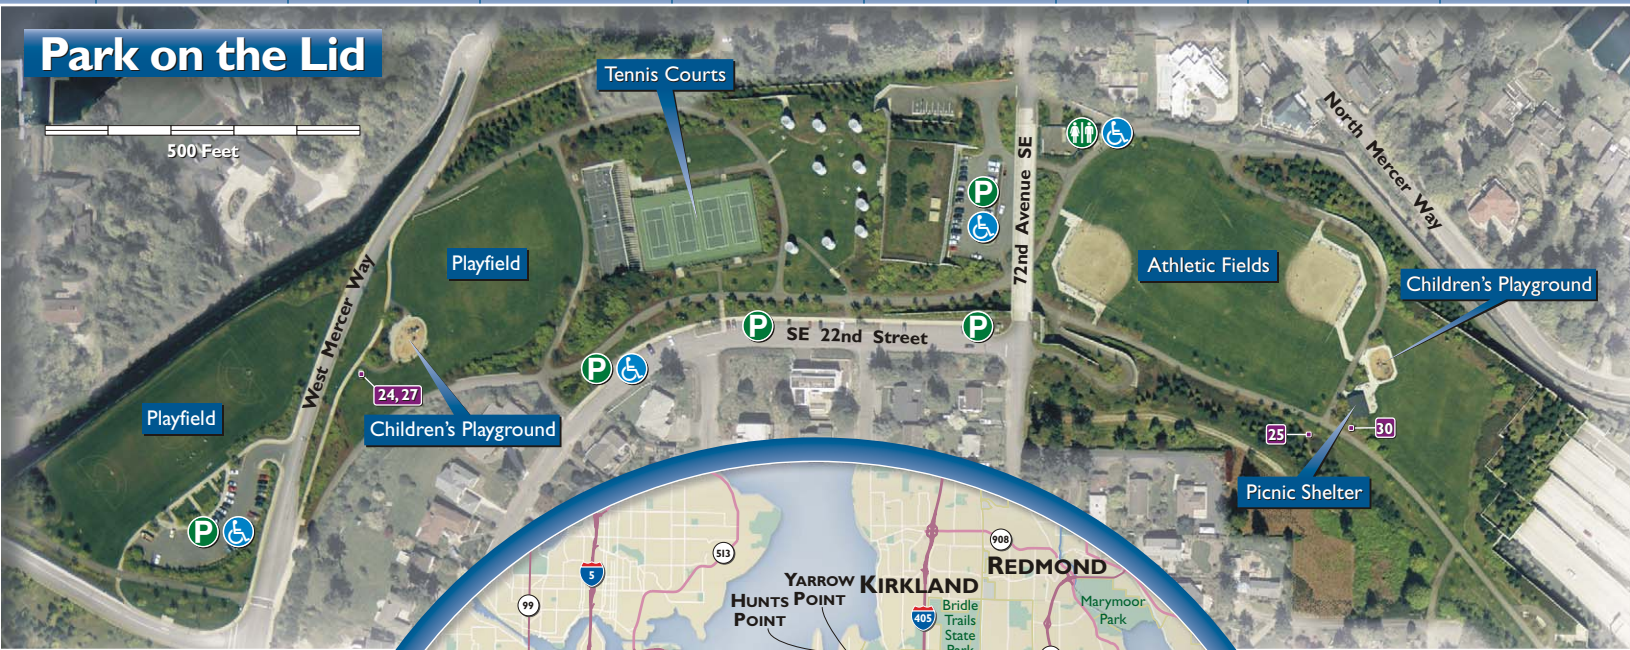 Park on the Lid
500 Feet
Tennis Courts
72nd Avenue SE
North Mercer Way
Playfield
Athletic Fields
Children's Playground
West Mercer Way
P
P
P
SE 22nd Street
P
24, 27
Playfield
Children's Playground
25
30
Picnic Shelter
P
513
908
REDMOND
5
YARROW
POINT
KIRKLAND
HUNTS
POINT
99
405
Bridle
Trails
State
Park
Marymoor
Park